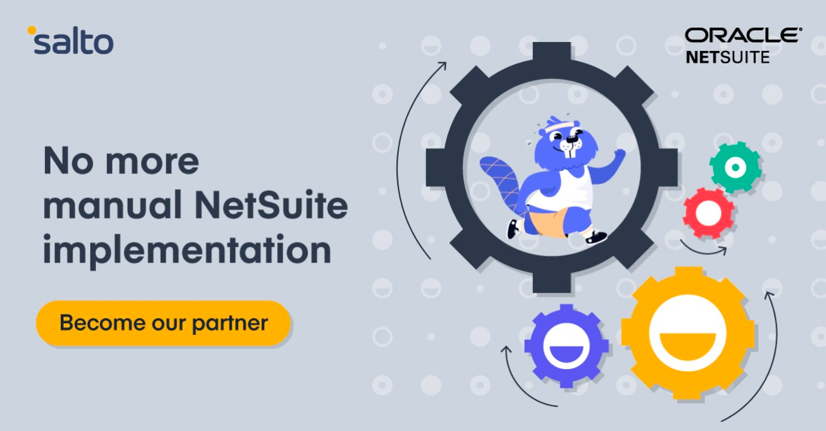 salto
ORACLE
NETSUITE
No more
manual NetSuite
implementation
Become our partner